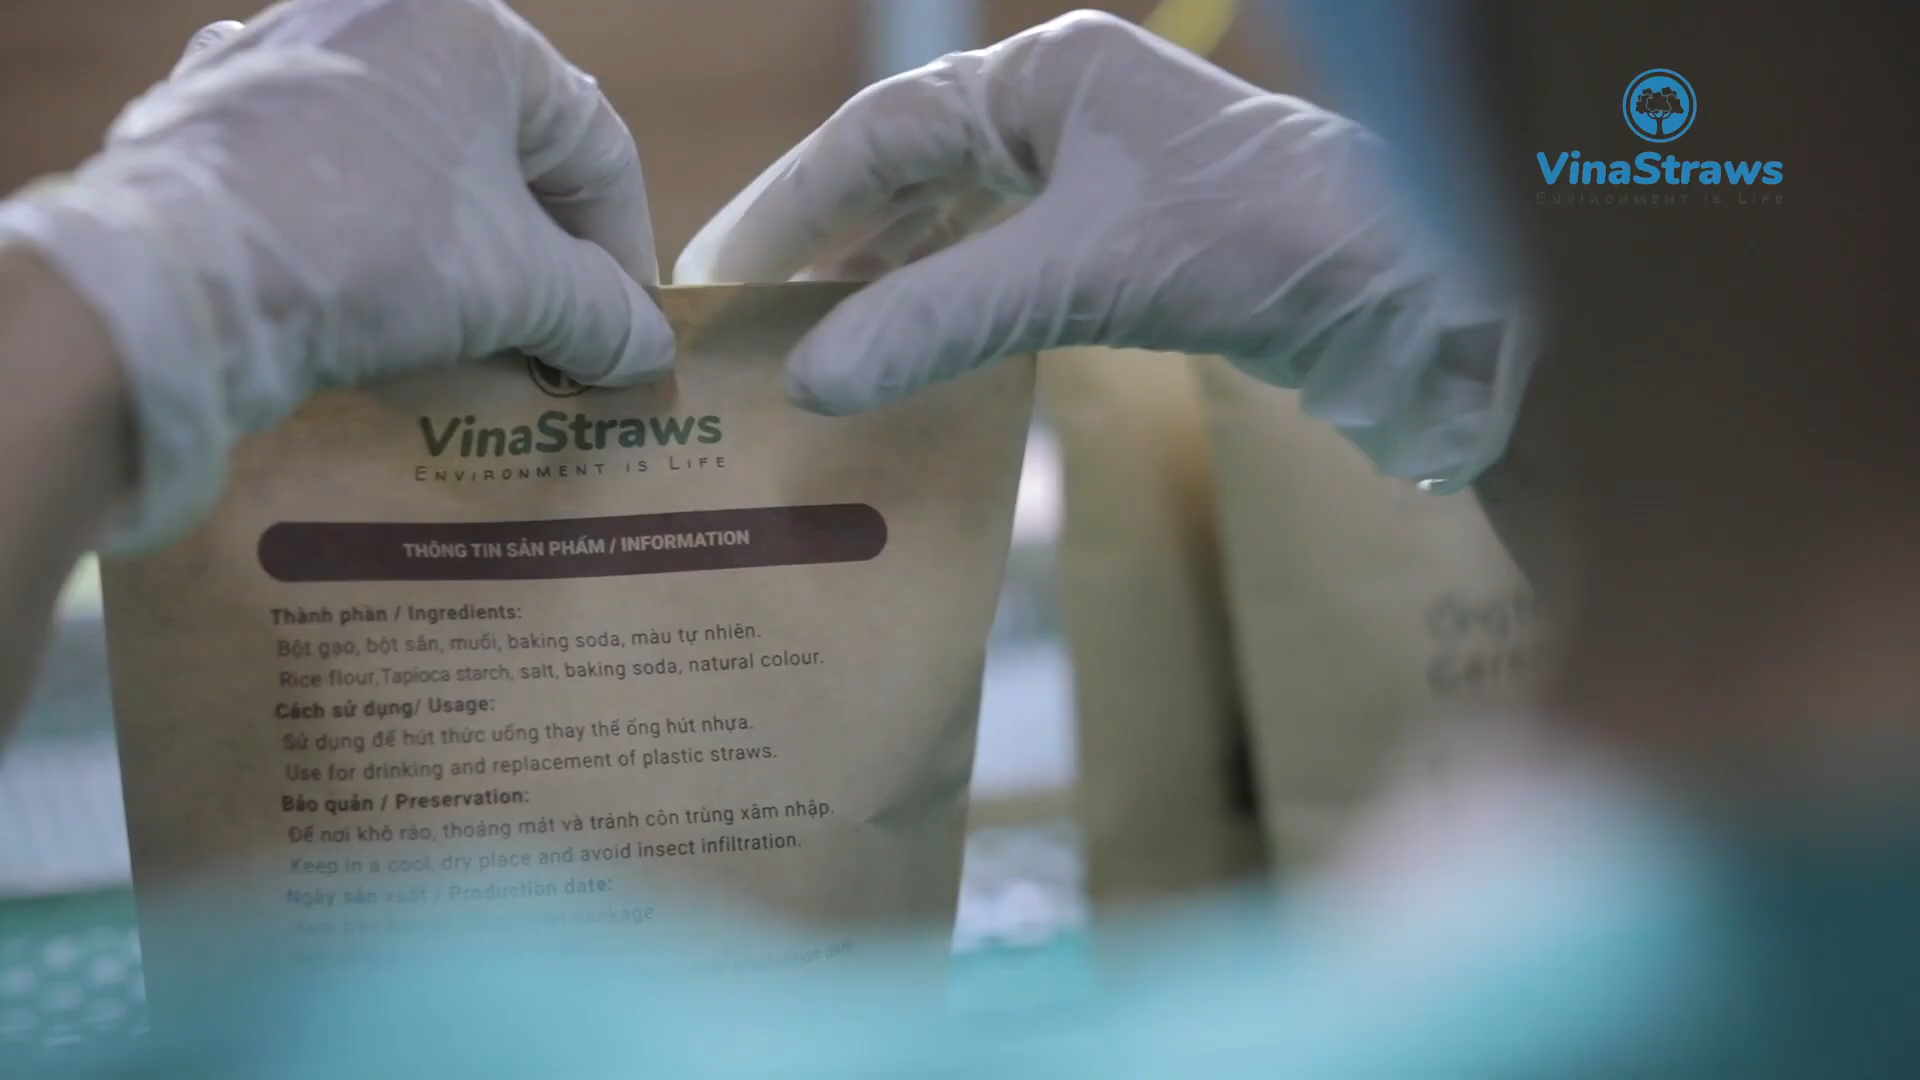 VinaStraws
ENVIRONMENT IS LIFE
VinaStraws
ENVIRONMENT IS LIFE
THÔNG TIN SẢN PHẨM / INFORMATION
Thành phần / Ingredients:
Bột gạo, bột sắn, muối, baking soda, màu tự nhiên.
Rice flour,Tapioca starch, salt, baking soda, natural colour.
Cách sử dụng/ Usage:
Sử dụng để hút thức uống thay thế ống hút nhựa.
Use for drinking and replacement of plastic straws.
Bảo quản / Preservation:
Để nơi khô ráo, thoáng mát và tránh côn trùng xâm nhập.
Keep in a cool, dry place and avoid insect infiltration.
Ngày sản xuất / Production date:
package
production date